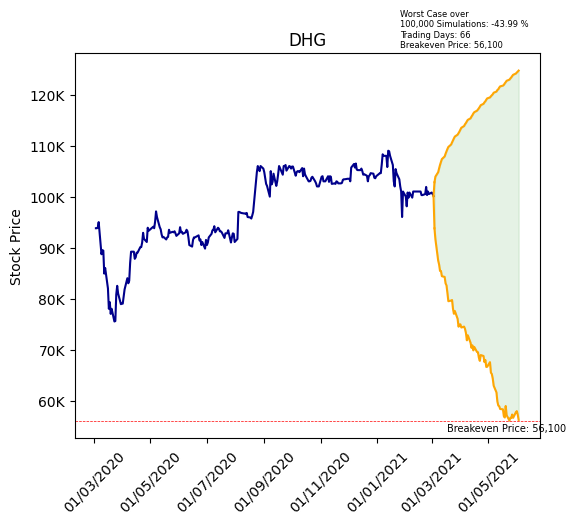 Worst Case over
100,000 Simulations: -43.99 %
Trading Days: 66
Breakeven Price: 56,100
DHG
Stock Price
120K
110K
100K
90K
80K
70K
60K
Breakeven Price: 56,100
01/03/2020
01/05/2020
01/07/2020
01/09/2020
01/11/2020
01/01/2021
01/03/2021
01/05/2021